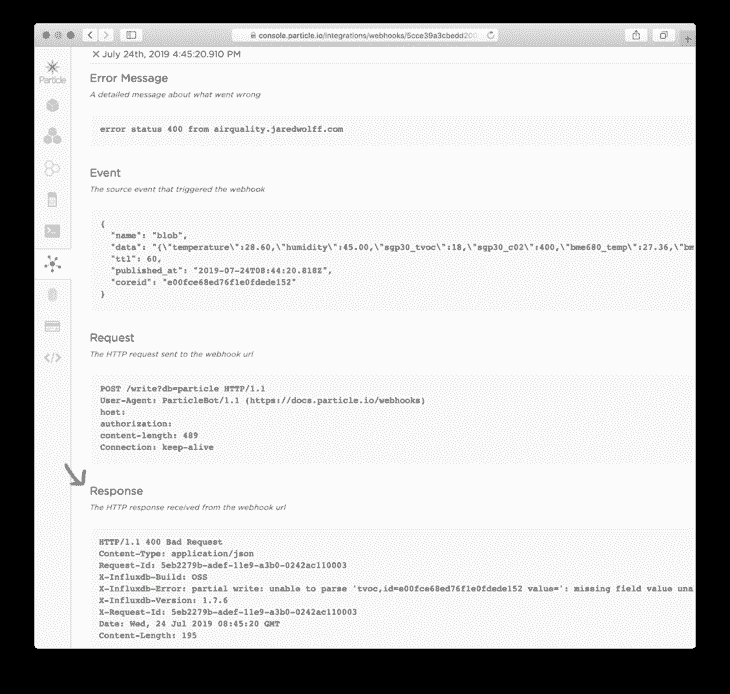 console.particle.io/integrations/webhooks/5cce39a3cbedd200
July 24th, 2019 4:45:20.910 PM
Particle
Error Message
A detailed message about what went wrong
error status 400 from airquality.jaredwolff.com
Event
The source event that triggered the webhook
{
"name": "blob",
"data": "{\"temperature\":28.60,\"humidity\":45.00,\"sgp30_tvoc\":18,\"sgp30_c02\":400,\"bme680_temp\":27.36,\"bm
"ttl": 60,
"published_at": "2019-07-24T08:44:20.818Z",
"coreid": "e00fce68ed76f1e0fdede152"
}
Request
The HTTP request sent to the webhook url
POST /write?db=particle HTTP/1.1
User-Agent: ParticleBot/1.1 (https://docs.particle.io/webhooks)
host:
authorization:
content-length: 489
Connection: keep-alive
Response
The HTTP response received from the webhook url
HTTP/1.1 400 Bad Request
Content-Type: application/json
Request-Id: 5eb2279b-adef-11e9-a3b0-0242ac110003
X-Influxdb-Build: OSS
X-Influxdb-Error: partial write: unable to parse 'tvoc,id=e00fce68ed76f1e0fdede152 value=': missing field value una
X-Influxdb-Version: 1.7.6
X-Request-Id: 5eb2279b-adef-11e9-a3b0-0242ac110003
Date: Wed, 24 Jul 2019 08:45:20 GMT
Content-Length: 195